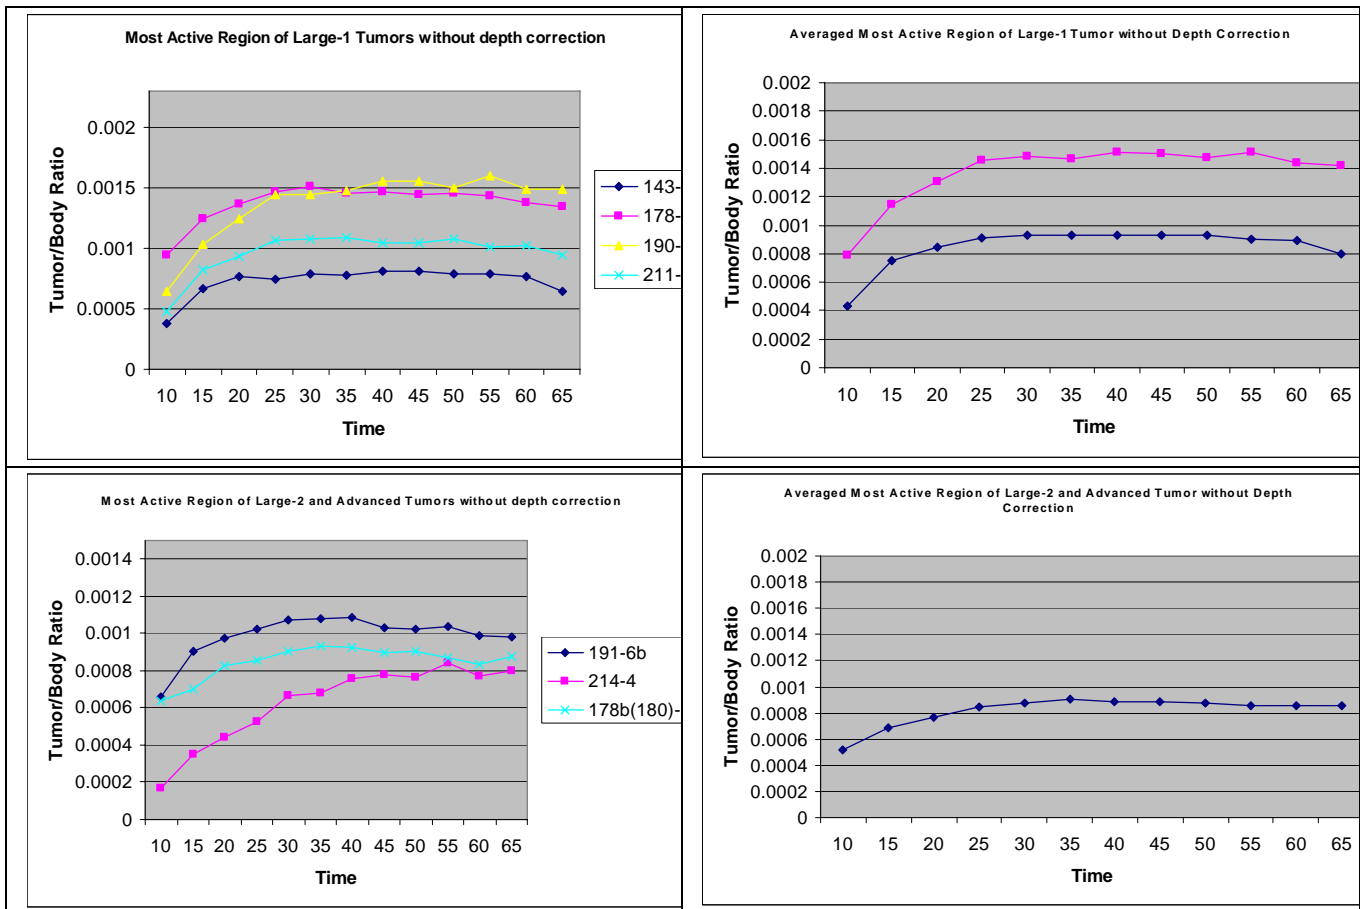 Most Active Region of Large-1 Tumors without depth correction
Tumor/Body Ratio
0.002
0.0015
0.001
0.0005
0
10 15 20 25 30 35 40 45 50 55 60 65
Time
143-
178-
190-
211-
Averaged Most Active Region of Large-1 Tumor without Depth Correction
Tumor/Body Ratio
0.002
0.0018
0.0016
0.0014
0.0012
0.001
0.0008
0.0006
0.0004
0.0002
0
10 15 20 25 30 35 40 45 50 55 60 65
Time
Most Active Region of Large-2 and Advanced Tumors without depth correction
Tumor/Body Ratio
0.0014
0.0012
0.001
0.0008
0.0006
0.0004
0.0002
0
10 15 20 25 30 35 40 45 50 55 60 65
Time
191-6b
214-4
178b(180)-
Averaged Most Active Region of Large-2 and Advanced Tumor without Depth
Correction
Tumor/Body Ratio
0.002
0.0018
0.0016
0.0014
0.0012
0.001
0.0008
0.0006
0.0004
0.0002
0
10 15 20 25 30 35 40 45 50 55 60 65
Time